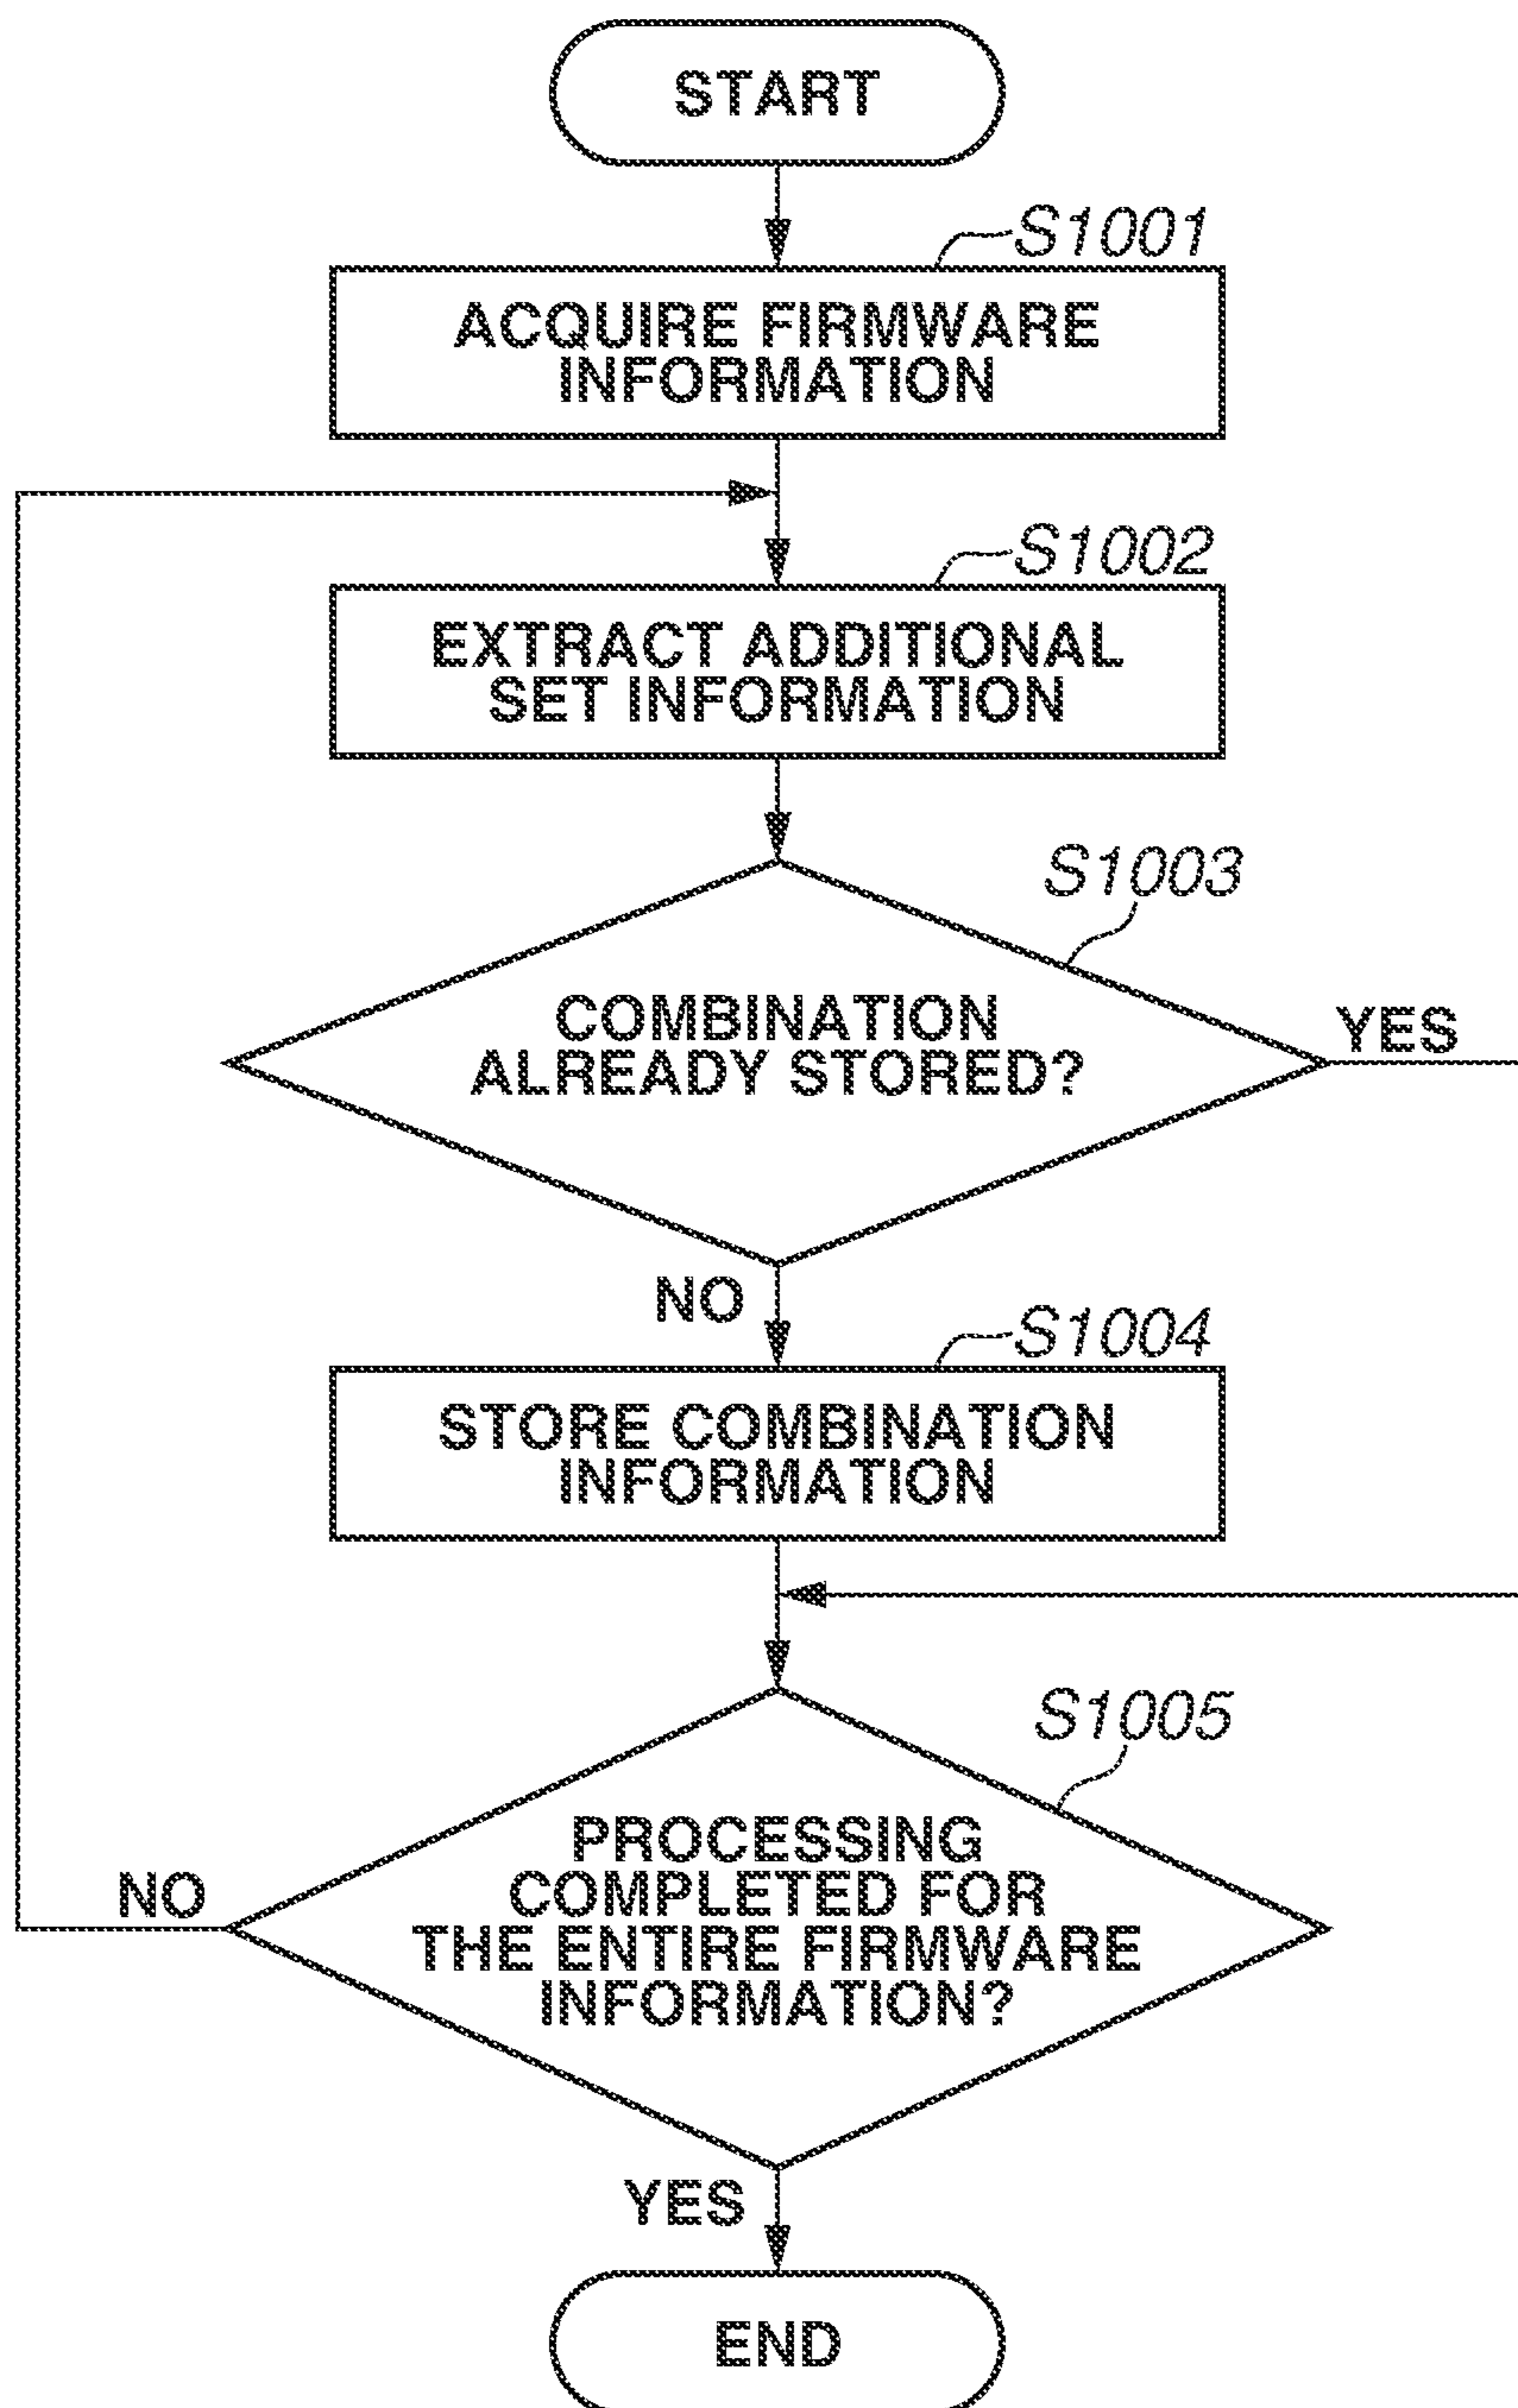 START
S1001
ACQUIRE FIRMWARE
INFORMATION
S1002
EXTRACT ADDITIONAL
SET INFORMATION
S1003
COMBINATION
ALREADY STORED?
YES
NO
S1004
STORE COMBINATION
INFORMATION
S1005
PROCESSING
COMPLETED FOR
THE ENTIRE FIRMWARE
INFORMATION?
NO
YES
END